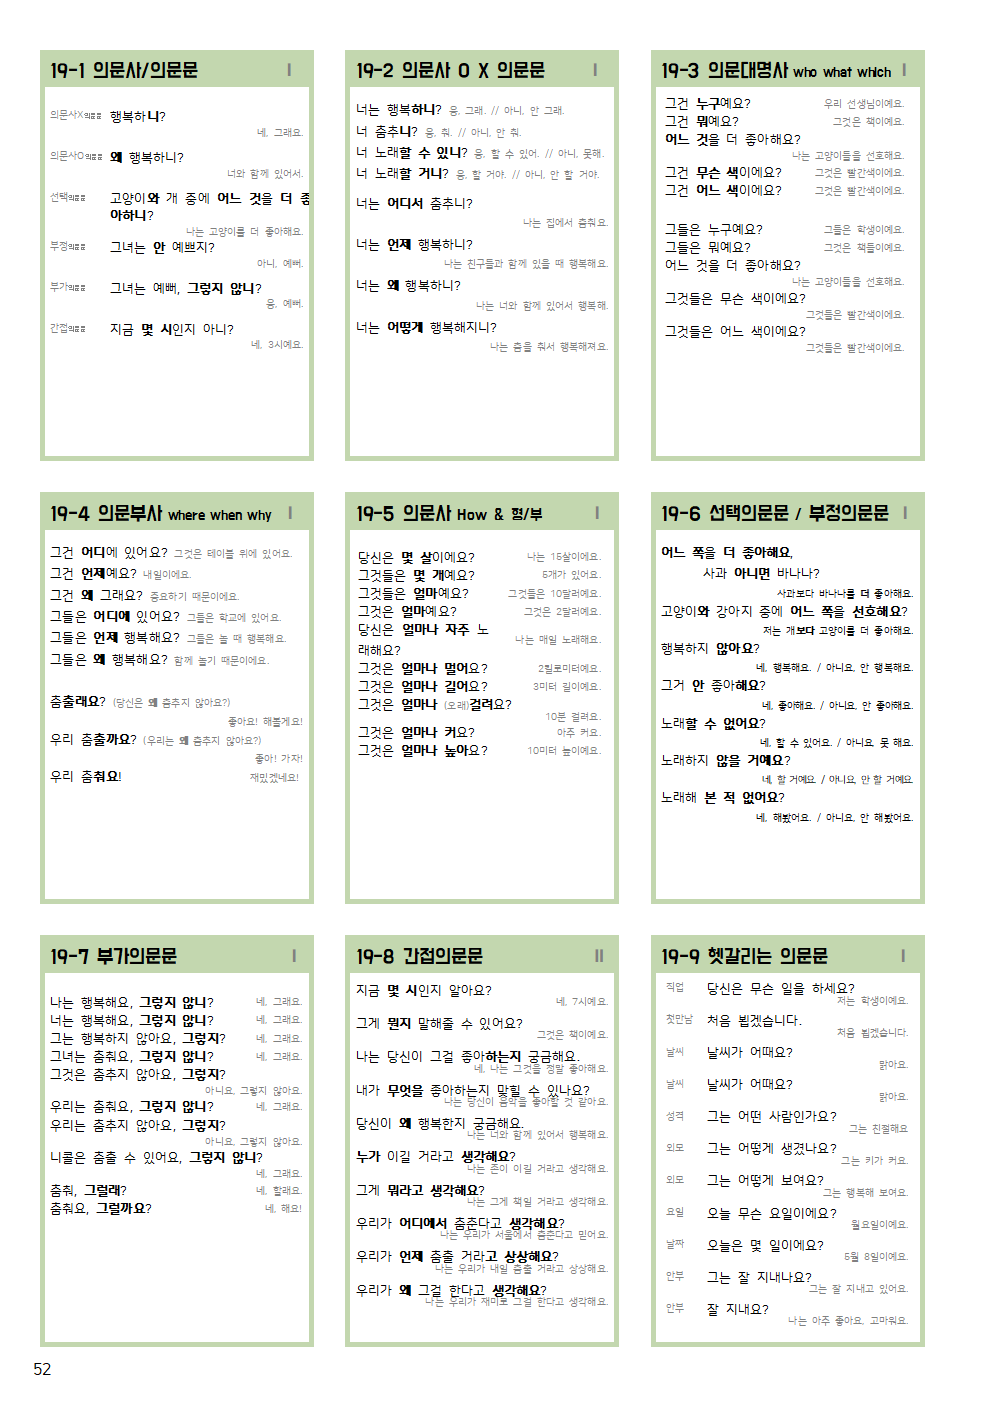 19-1 의문사/의문문 I
의문사X의문문 행복하니?
네, 그래요.
의문사O의문문 왜 행복하니?
너와 함께 있어서.
선택의문문 고양이와 개 중에 어느 것을 더 좋
아하니?
나는 고양이를 더 좋아해요.
부정의문문 그녀는 안 예쁘지?
아니, 예뻐.
부가의문문 그녀는 예뻐, 그렇지 않니?
응, 예뻐.
간접의문문 지금 몇 시인지 아니?
네, 3시예요.
19-2 의문사 O X 의문문 I
너는 행복하니? 응, 그래. // 아니, 안 그래.
너 춤추니? 응, 춰. // 아니, 안 춰.
너 노래할 수 있니? 응, 할 수 있어. // 아니, 못해.
너 노래할 거니? 응, 할 거야. // 아니, 안 할 거야.
너는 어디서 춤추니?
나는 집에서 춤춰요.
너는 언제 행복하니?
나는 친구들과 함께 있을 때 행복해요.
너는 왜 행복하니?
나는 너와 함께 있어서 행복해.
너는 어떻게 행복해지니?
나는 춤을 춰서 행복해져요.
19-3 의문대명사 who what which I
그건 누구예요? 우리 선생님이예요.
그건 뭐예요? 그것은 책이예요.
어느 것을 더 좋아해요?
나는 고양이들을 선호해요.
그건 무슨 색이에요? 그것은 빨간색이에요.
그건 어느 색이에요? 그것은 빨간색이에요.
그들은 누구예요? 그들은 학생이예요.
그들은 뭐예요? 그것은 책들이에요.
어느 것을 더 좋아해요?
나는 고양이들을 선호해요.
그것들은 무슨 색이에요?
그것들은 빨간색이에요.
그것들은 어느 색이에요?
그것들은 빨간색이에요.
19-4 의문부사 where when why I
그건 어디에 있어요? 그것은 테이블 위에 있어요.
그건 언제예요? 내일이에요.
그건 왜 그래요? 중요하기 때문이에요.
그들은 어디에 있어요? 그들은 학교에 있어요.
그들은 언제 행복해요? 그들은 놀 때 행복해요.
그들은 왜 행복해요? 함께 놀기 때문이에요.
춤출래요? (당신은 왜 춤추지 않아요?)
좋아요! 해볼게요!
우리 춤출까요? (우리는 왜 춤추지 않아요?)
좋아! 가자!
우리 춤춰요! 재밌겠네요!
19-5 의문사 How & 형/부 I
당신은 몇 살이에요? 나는 15살이에요.
그것들은 몇 개예요? 5개가 있어요.
그것들은 얼마예요? 그것들은 10달러예요.
그것은 얼마예요? 그것은 2달러예요.
당신은 얼마나 자주 노
래해요? 나는 매일 노래해요.
그것은 얼마나 멀어요? 2킬로미터예요.
그것은 얼마나 길어요? 3미터 길이예요.
그것은 얼마나 (오래)걸려요?
10분 걸려요.
그것은 얼마나 커요? 아주 커요.
그것은 얼마나 높아요? 10미터 높이예요.
19-6 선택의문문 / 부정의문문 I
어느 쪽을 더 좋아해요,
사과 아니면 바나나?
사과보다 바나나를 더 좋아해요.
고양이와 강아지 중에 어느 쪽을 선호해요?
저는 개보다 고양이를 더 좋아해요.
행복하지 않아요?
네, 행복해요. / 아니요, 안 행복해요.
그거 안 좋아해요?
네, 좋아해요. / 아니요, 안 좋아해요.
노래할 수 없어요?
네, 할 수 있어요. / 아니요, 못 해요.
노래하지 않을 거예요?
네, 할 거예요. / 아니요, 안 할 거예요.
노래해 본 적 없어요?
네, 해봤어요. / 아니요, 안 해봤어요.
19-7 부가의문문 I
나는 행복해요, 그렇지 않니? 네, 그래요.
너는 행복해요, 그렇지 않니? 네, 그래요.
그는 행복하지 않아요, 그렇지? 네, 그래요.
그녀는 춤춰요, 그렇지 않니? 네, 그래요.
그것은 춤추지 않아요, 그렇지?
아니요, 그렇지 않아요.
우리는 춤춰요, 그렇지 않니? 네, 그래요.
우리는 춤추지 않아요, 그렇지?
아니요, 그렇지 않아요.
니콜은 춤출 수 있어요, 그렇지 않니?
네, 그래요.
춤춰, 그럴래? 네, 할래요.
춤춰요, 그럴까요? 네, 해요!
19-8 간접의문문 II
지금 몇 시인지 알아요?
네, 7시예요.
그게 뭔지 말해줄 수 있어요?
그것은 책이예요.
나는 당신이 그걸 좋아하는지 궁금해요.
네, 나는 그것을 정말 좋아해요.
내가 무엇을 좋아하는지 맞힐 수 있나요?
나는 당신이 음악을 좋아할 것 같아요.
당신이 왜 행복한지 궁금해요.
나는 너와 함께 있어서 행복해요.
누가 이길 거라고 생각해요?
나는 존이 이길 거라고 생각해요.
그게 뭐라고 생각해요?
나는 그게 책일 거라고 생각해요.
우리가 어디에서 춤춘다고 생각해요?
나는 우리가 서울에서 춤춘다고 믿어요.
우리가 언제 춤출 거라고 상상해요?
나는 우리가 내일 춤출 거라고 상상해요.
우리가 왜 그걸 한다고 생각해요?
나는 우리가 재미로 그걸 한다고 생각해요.
19-9 헷갈리는 의문문 I
직업 당신은 무슨 일을 하세요?
저는 학생이예요.
첫만남 처음 뵙겠습니다.
처음 뵙겠습니다.
날씨 날씨가 어때요?
맑아요.
날씨 날씨가 어때요?
맑아요.
성격 그는 어떤 사람인가요?
그는 친절해요
외모 그는 어떻게 생겼나요?
그는 키가 커요.
외모 그는 어떻게 보여요?
그는 행복해 보여요.
요일 오늘 무슨 요일이에요?
월요일이예요.
날짜 오늘은 몇 일이에요?
5월 8일이예요.
안부 그는 잘 지내나요?
그는 잘 지내고 있어요.
안부 잘 지내요?
나는 아주 좋아요, 고마워요.
52